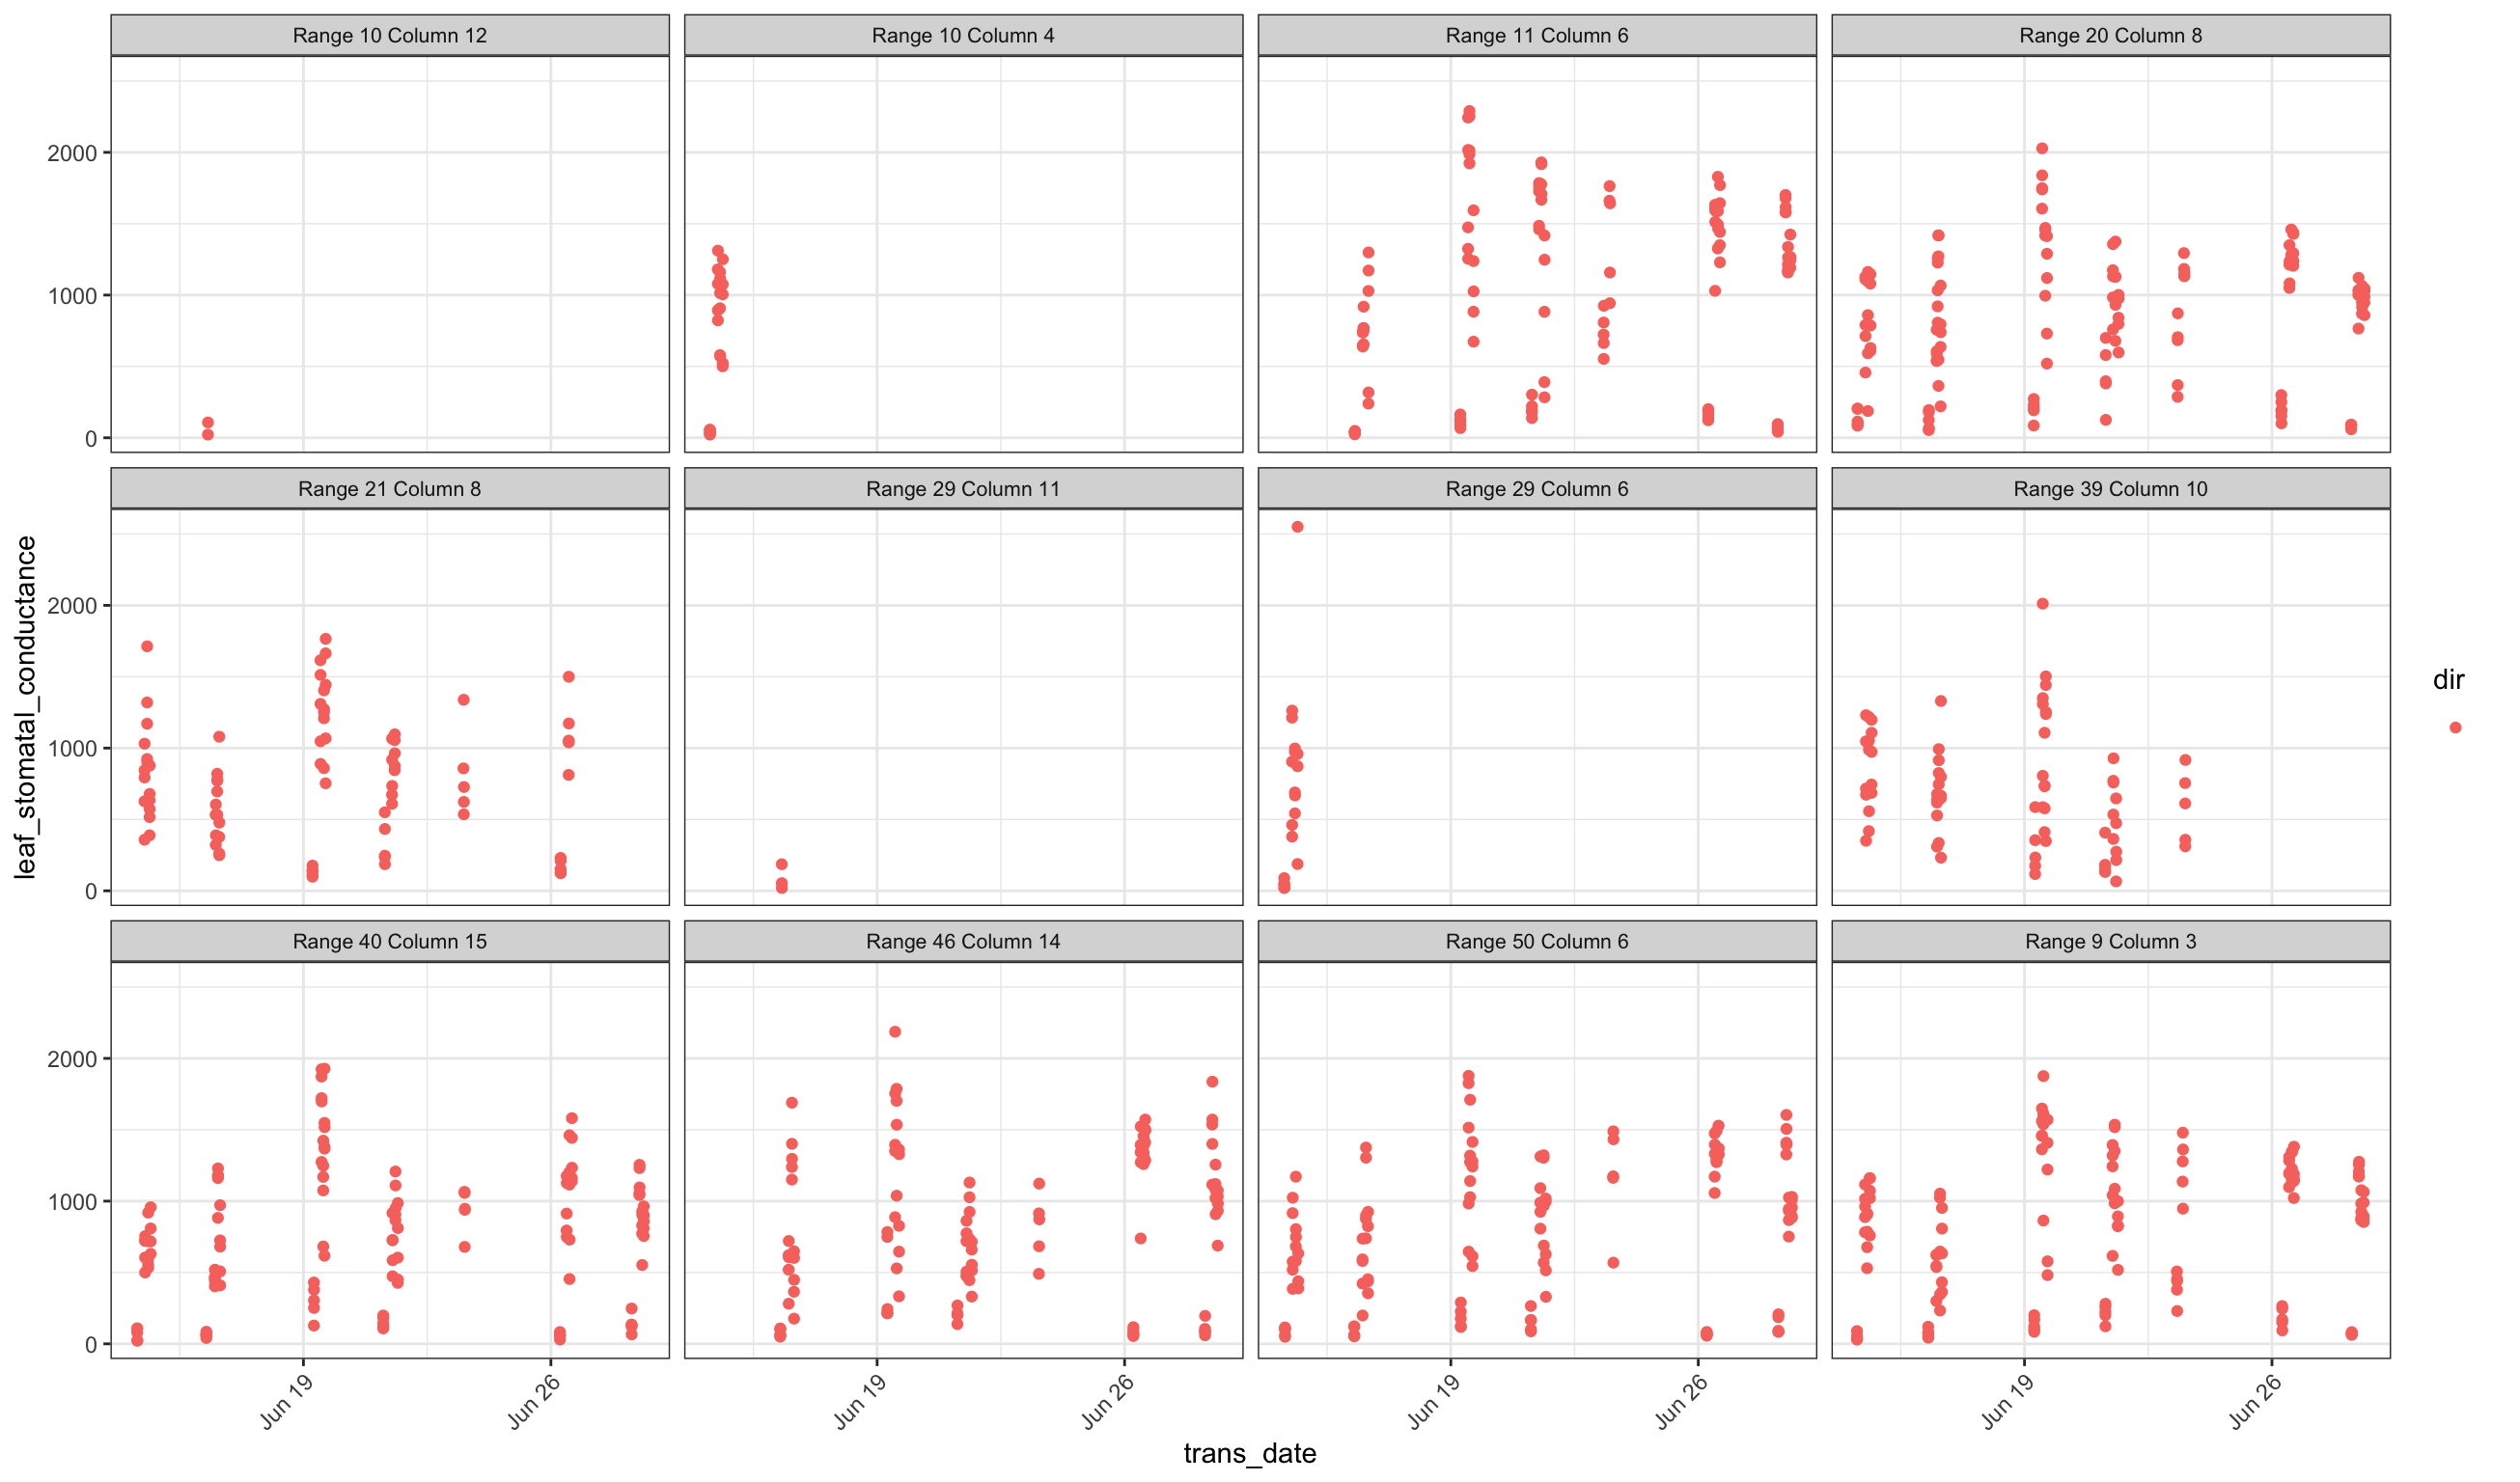 Range 10 Column 12
Range 10 Column 4
Range 11 Column 6
Range 20 Column 8
2000
1000
0
Range 21 Column 8
Range 29 Column 11
Range 29 Column 6
Range 39 Column 10
2000
1000
0
Range 40 Column 15
Range 46 Column 14
Range 50 Column 6
Range 9 Column 3
2000
1000
0
Jun 19
Jun 26
Jun 19
Jun 26
Jun 19
Jun 26
Jun 19
Jun 26
trans_date
leaf_stomatal_conductance
dir